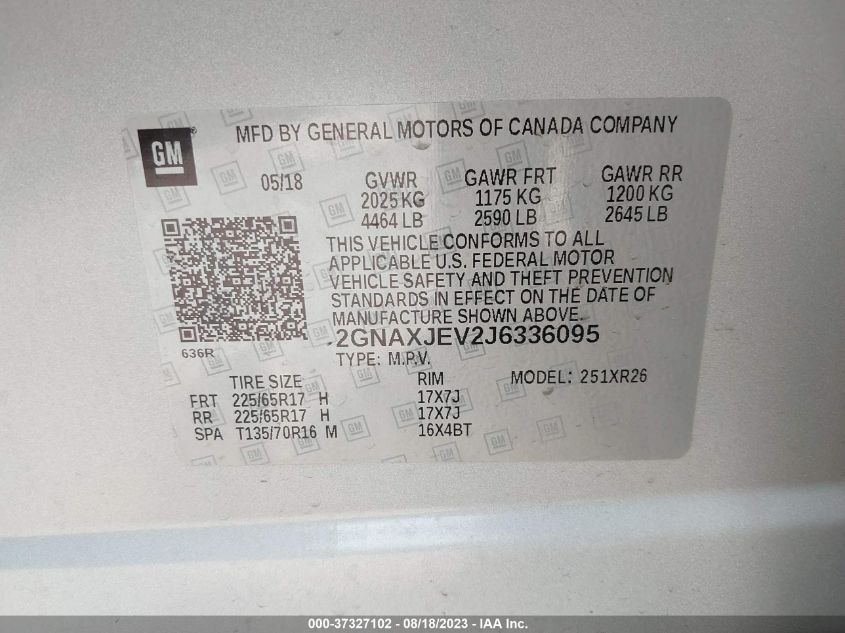 GM®
MFD BY GENERAL MOTORS OF CANADA COMPANY
05/18 GVWR GAWR FRT GAWR RR
2025 KG 1175 KG 1200 KG
4464 LB 2590 LB 2645 LB
THIS VEHICLE CONFORMS TO ALL
APPLICABLE U.S. FEDERAL MOTOR
VEHICLE SAFETY AND THEFT PREVENTION
STANDARDS IN EFFECT ON THE DATE OF
MANUFACTURE SHOWN ABOVE.
2GNAXJEV2J6336095
636R
TYPE: M.P.V.
TIRE SIZE RIM MODEL: 251XR26
FRT 225/65R17 H 17X7J
RR 225/65R17 H 17X7J
SPA T135/70R16 M 16X4BT
000-37327102 - 08/18/2023 - IAA Inc.